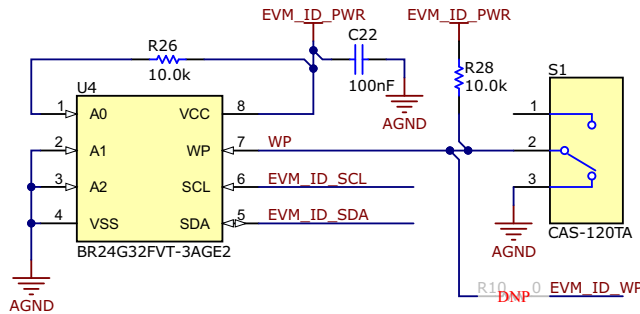 EVM_ID_PWR
EVM_ID_PWR
R26
10.0k
C22
100nF
AGND
R28
10.0k
S1
U4
1 A0 VCC 8
2 A1 WP 7 WP
3 A2 SCL 6 EVM_ID_SCL
4 VSS SDA 5 EVM_ID_SDA
BR24G32FVT-3AGE2
AGND
1
2
3
AGND
CAS-120TA
R10 0 EVM_ID_WP
DNP